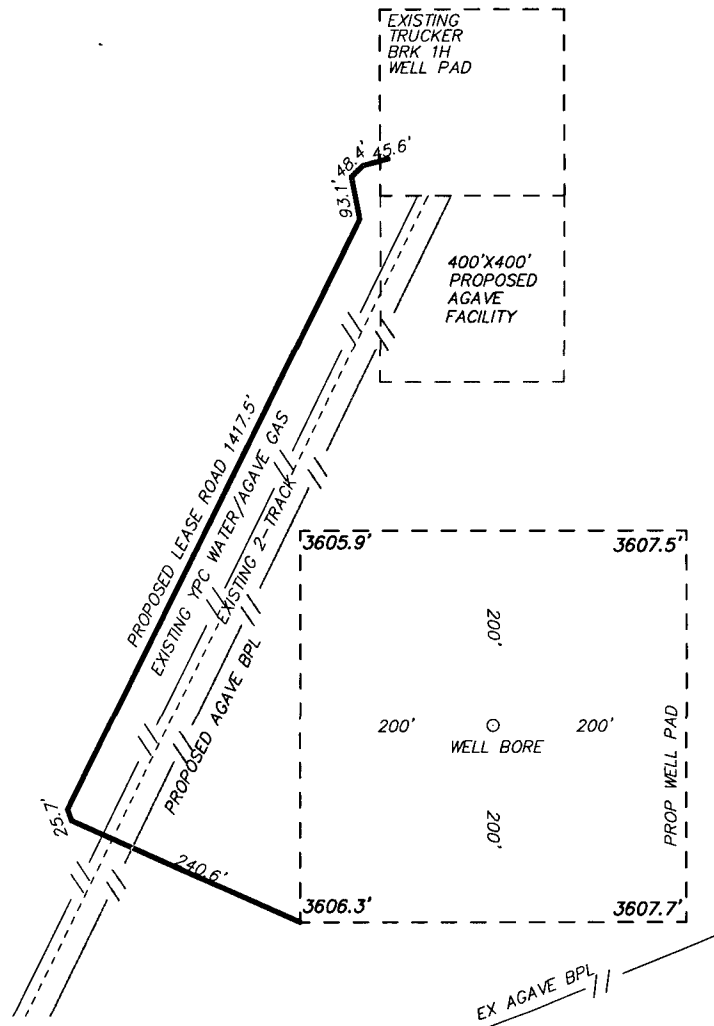 EXISTING
TRUCKER
BRK 1H
WELL PAD
45.6'
48.4'
93.1'
400'X400'
PROPOSED
AGAVE
FACILITY
PROPOSED LEASE ROAD 1417.5'
EXISTING YPC WATER/AGAVE GAS
EXISTING 2-TRACK
PROPOSED AGAVE BPL
3605.9'
3607.5'
200'
200'
200'
WELL BORE
200'
PROP WELL PAD
25.7'
240.6'
3606.3'
3607.7'
EX AGAVE BPL